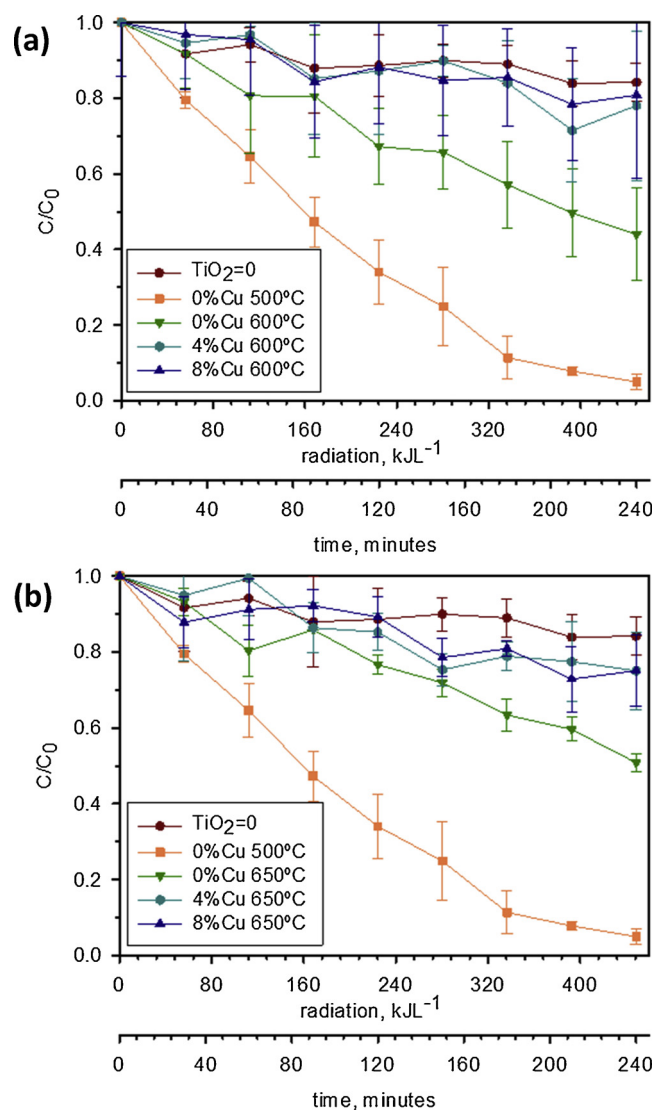 (a)
1.0
0.8
0.6
0.4
0.2
0.0
C/C₀
TiO₂=0
0%Cu 500ºC
0%Cu 600ºC
4%Cu 600ºC
8%Cu 600ºC
0 80 160 240 320 400
radiation, kJL⁻¹
0 40 80 120 160 200 240
time, minutes
(b)
1.0
0.8
0.6
0.4
0.2
0.0
C/C₀
TiO₂=0
0%Cu 500ºC
0%Cu 650ºC
4%Cu 650ºC
8%Cu 650ºC
0 80 160 240 320 400
radiation, kJL⁻¹
0 40 80 120 160 200 240
time, minutes